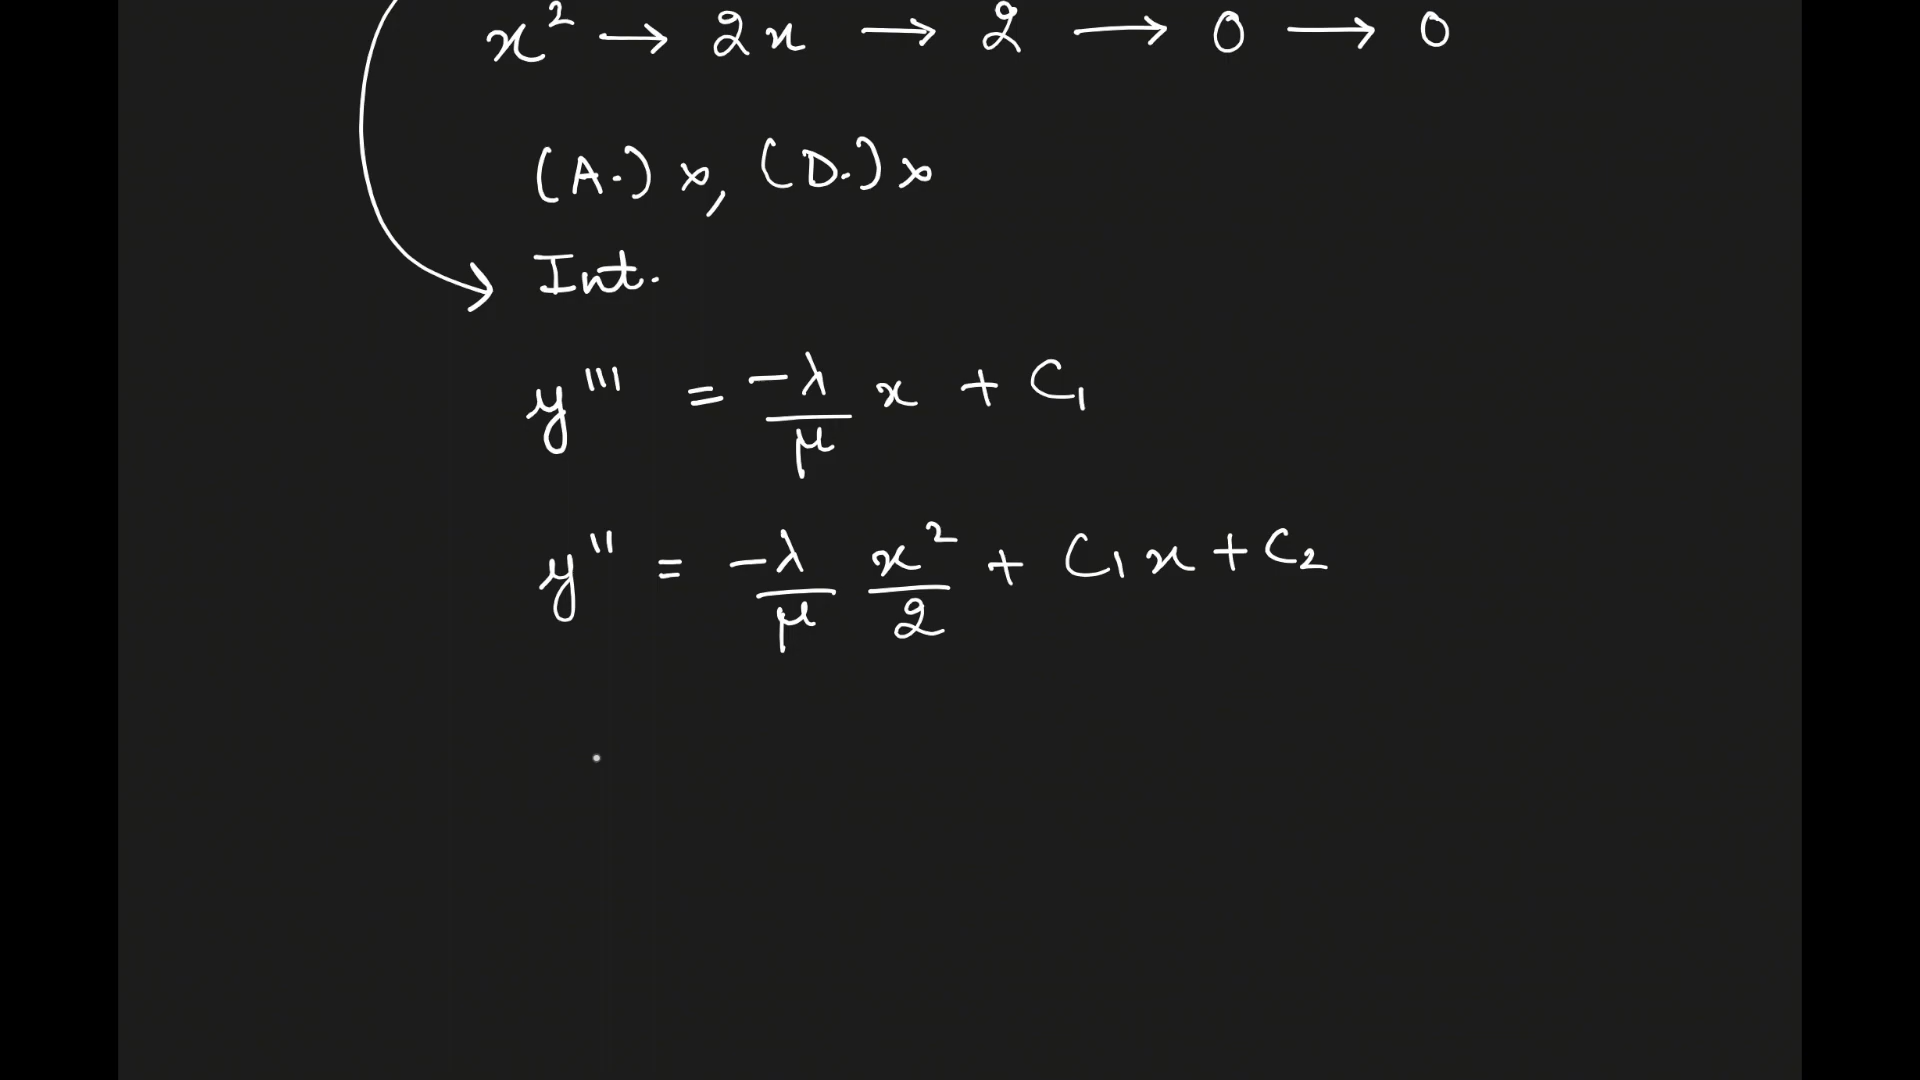 x² → 2x → 2 → 0 → 0
(A.) x, (D.) x
Int.
y''' = -λ/μ x + C₁
y'' = -λ/μ x²/2 + C₁x + C₂